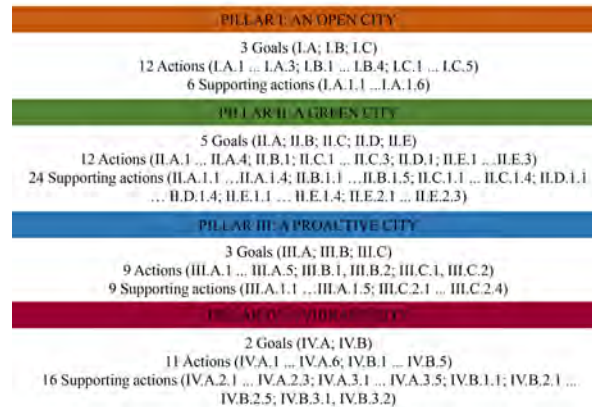 PILLAR I: AN OPEN CITY
3 Goals (I.A; I.B; I.C)
12 Actions (I.A.1 ... I.A.3; I.B.1 ... I.B.4; I.C.1 ... I.C.5)
6 Supporting actions (I.A.1.1 ...I.A.1.6)
PILLAR II: A GREEN CITY
5 Goals (II.A; II.B; II.C; II.D; II.E)
12 Actions (II.A.1 ... II.A.4; II.B.1; II.C.1 ... II.C.3; II.D.1; II.E.1 ...II.E.3)
24 Supporting actions (II.A.1.1 ...II.A.1.4; II.B.1.1 ...II.B.1.5; II.C.1.1 ... II.C.1.4; II.D.1.1
... II.D.1.4; II.E.1.1 ... II.E.1.4; II.E.2.1 ... II.E.2.3)
PILLAR III: A PROACTIVE CITY
3 Goals (III.A; III.B; III.C)
9 Actions (III.A.1 ... III.A.5; III.B.1, III.B.2; III.C.1, III.C.2)
9 Supporting actions (III.A.1.1 ...III.A.1.5; III.C.2.1 ... III.C.2.4)
PILLAR IV: A VIBRANT CITY
2 Goals (IV.A; IV.B)
11 Actions (IV.A.1 ... IV.A.6; IV.B.1 ... IV.B.5)
16 Supporting actions (IV.A.2.1 ... IV.A.2.3; IV.A.3.1 ... IV.A.3.5; IV.B.1.1; IV.B.2.1 ...
IV.B.2.5; IV.B.3.1, IV.B.3.2)